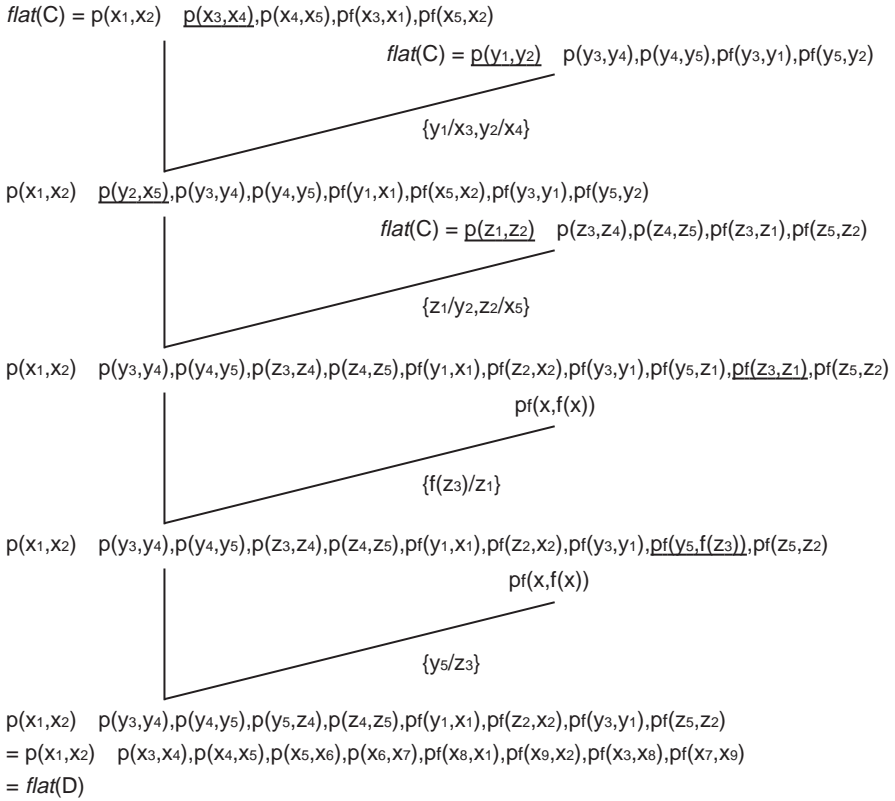 flat(C) = p(x1,x2) p(x3,x4),p(x4,x5),pf(x3,x1),pf(x5,x2)
flat(C) = p(y1,y2) p(y3,y4),p(y4,y5),pf(y3,y1),pf(y5,y2)
{y1/x3,y2/x4}
p(x1,x2) p(y2,x5),p(y3,y4),p(y4,y5),pf(y1,x1),pf(x5,x2),pf(y3,y1),pf(y5,y2)
flat(C) = p(z1,z2) p(z3,z4),p(z4,z5),pf(z3,z1),pf(z5,z2)
{z1/y2,z2/x5}
p(x1,x2) p(y3,y4),p(y4,y5),p(z3,z4),p(z4,z5),pf(y1,x1),pf(z2,x2),pf(y3,y1),pf(y5,z1),pf(z3,z1),pf(z5,z2)
pf(x,f(x))
{f(z3)/z1}
p(x1,x2) p(y3,y4),p(y4,y5),p(z3,z4),p(z4,z5),pf(y1,x1),pf(z2,x2),pf(y3,y1),pf(y5,f(z3)),pf(z5,z2)
pf(x,f(x))
{y5/z3}
p(x1,x2) p(y3,y4),p(y4,y5),p(y5,z4),p(z4,z5),pf(y1,x1),pf(z2,x2),pf(y3,y1),pf(z5,z2)
= p(x1,x2) p(x3,x4),p(x4,x5),p(x5,x6),p(x6,x7),pf(x8,x1),pf(x9,x2),pf(x3,x8),pf(x7,x9)
= flat(D)